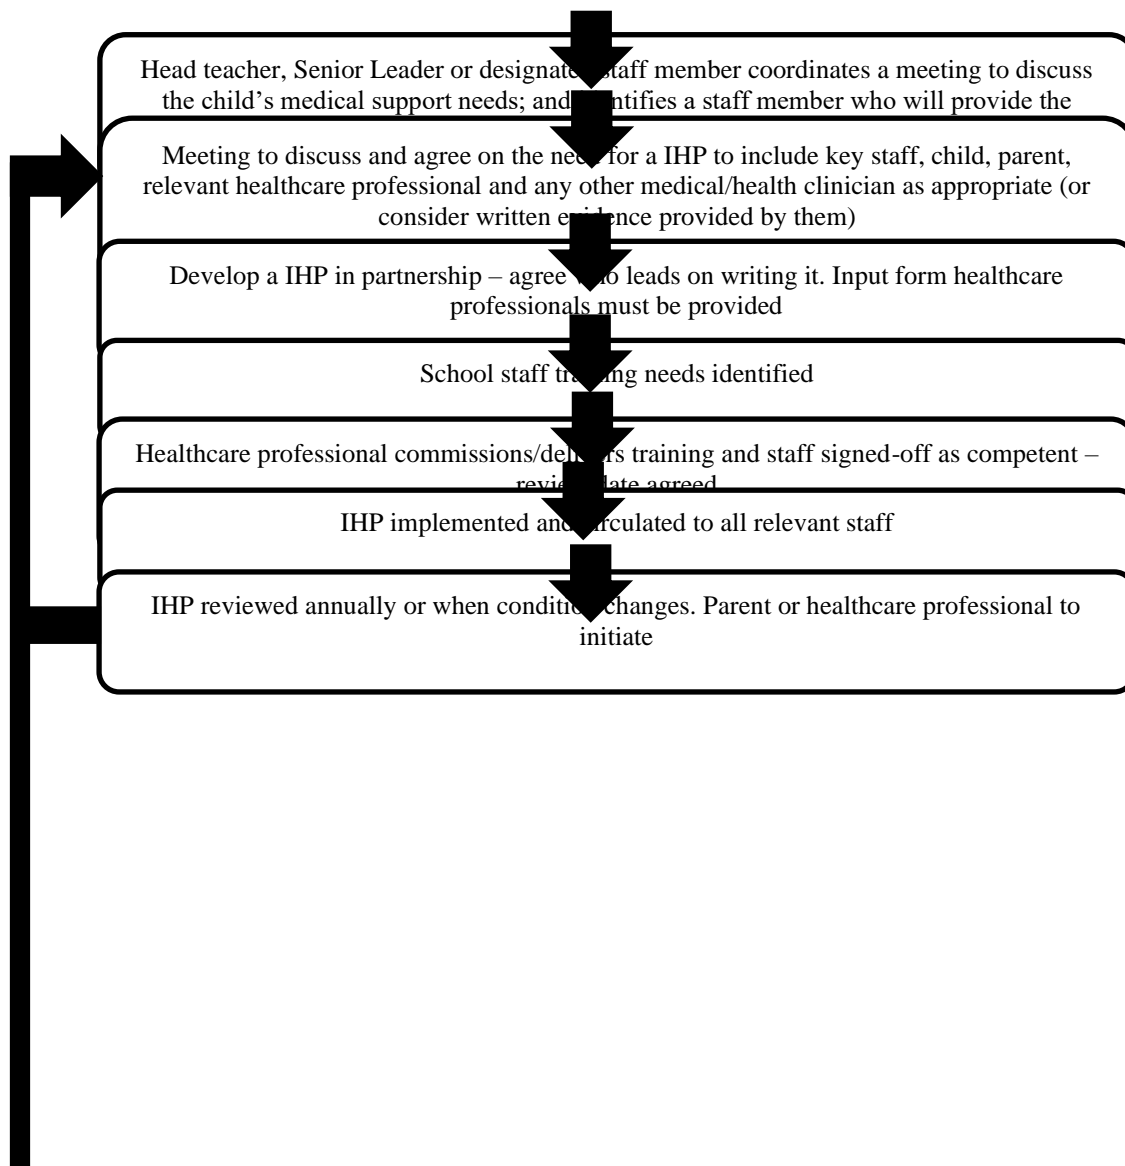 Head teacher, Senior Leader or designated staff member coordinates a meeting to discuss
the child's medical support needs; and identifies a staff member who will provide the
Meeting to discuss and agree on the need for a IHP to include key staff, child, parent,
relevant healthcare professional and any other medical/health clinician as appropriate (or
consider written evidence provided by them)
Develop a IHP in partnership – agree who leads on writing it. Input form healthcare
professionals must be provided
School staff training needs identified
Healthcare professional commissions/delivers training and staff signed-off as competent –
review date agreed
IHP implemented and circulated to all relevant staff
IHP reviewed annually or when condition changes. Parent or healthcare professional to
initiate